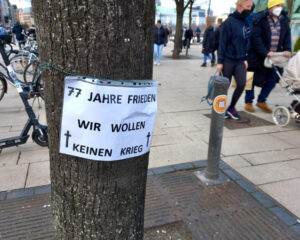 77 JAHRE FRIEDEN
WIR WOLLEN
KEINEN KRIEG